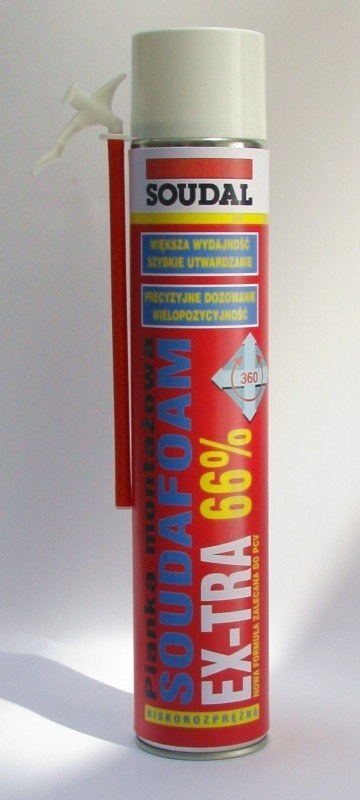 SOUDAL
WIĘKSZA WYDAJNOŚĆ
SZYBKIE UTWARDZANIE
PRECYZYJNE DOZOWANIE
WIELOPOZYCYJNOŚĆ
360
Pianka montażowa
SOUDAFOAM
EX-TRA 66%
NOWA FORMUŁA ZALECANA DO PCV
NISKOROZPRĘŻNA